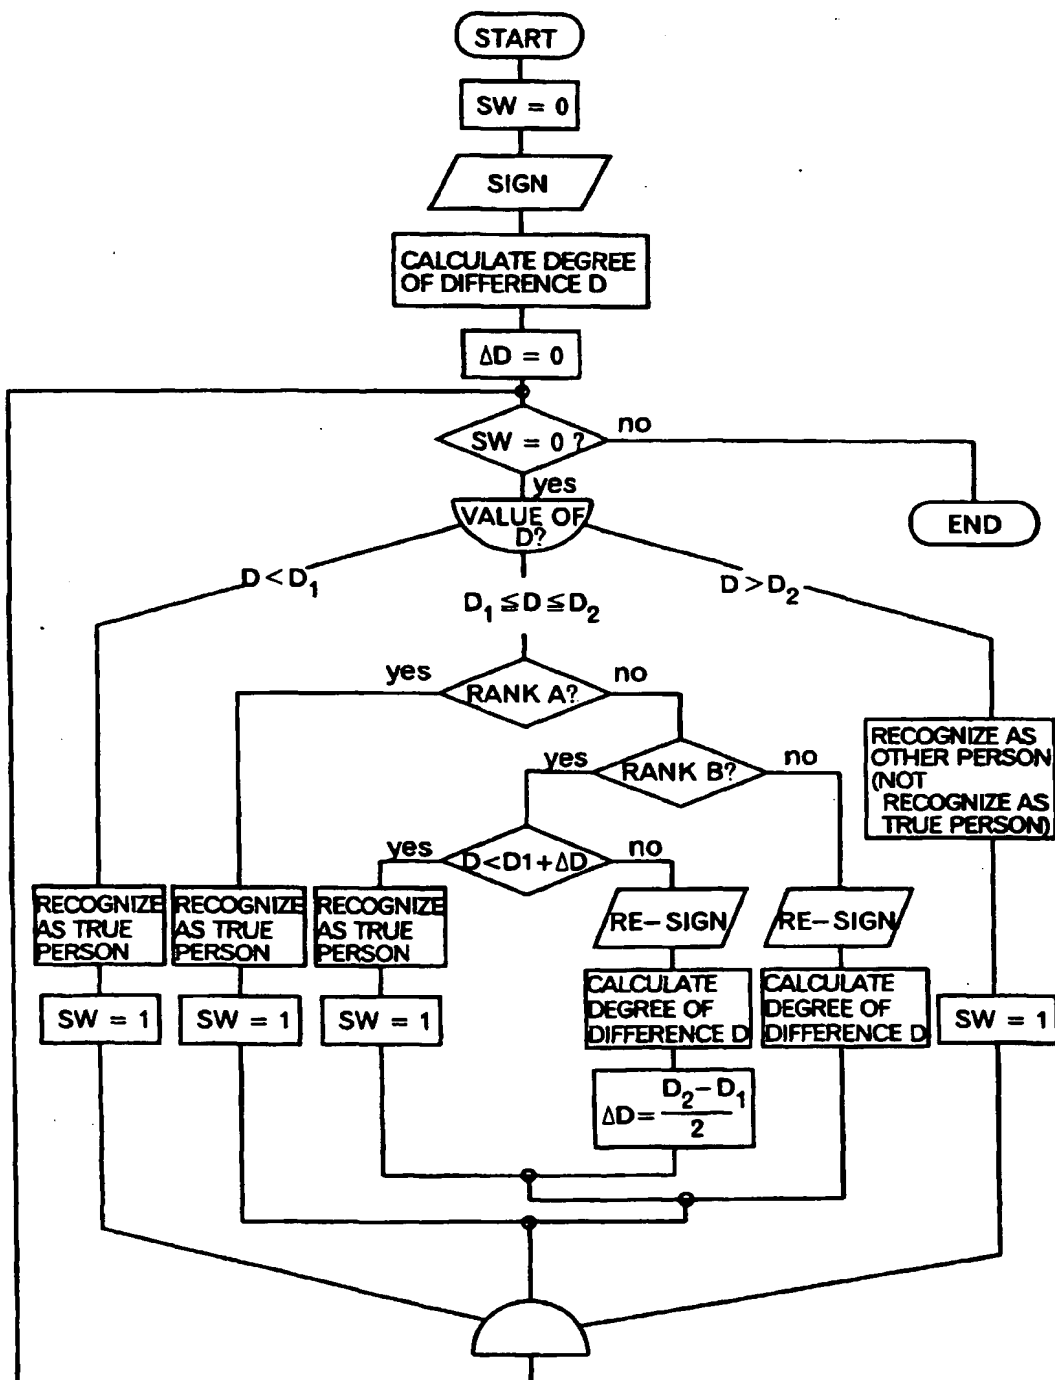 START
SW = 0
SIGN
CALCULATE DEGREE
OF DIFFERENCE D
ΔD = 0
SW = 0 ?
no
yes
END
VALUE OF
D?
D < D1
D1 ≦ D ≦ D2
D > D2
yes
RANK A?
no
yes
RANK B?
no
RECOGNIZE AS
OTHER PERSON
(NOT
RECOGNIZE AS
TRUE PERSON)
yes
D<D1+ΔD
no
RECOGNIZE
AS TRUE
PERSON
RECOGNIZE
AS TRUE
PERSON
RECOGNIZE
AS TRUE
PERSON
RE-SIGN
RE-SIGN
SW = 1
SW = 1
SW = 1
CALCULATE
DEGREE OF
DIFFERENCE D
CALCULATE
DEGREE OF
DIFFERENCE D
SW = 1
ΔD = (D2 - D1) / 2